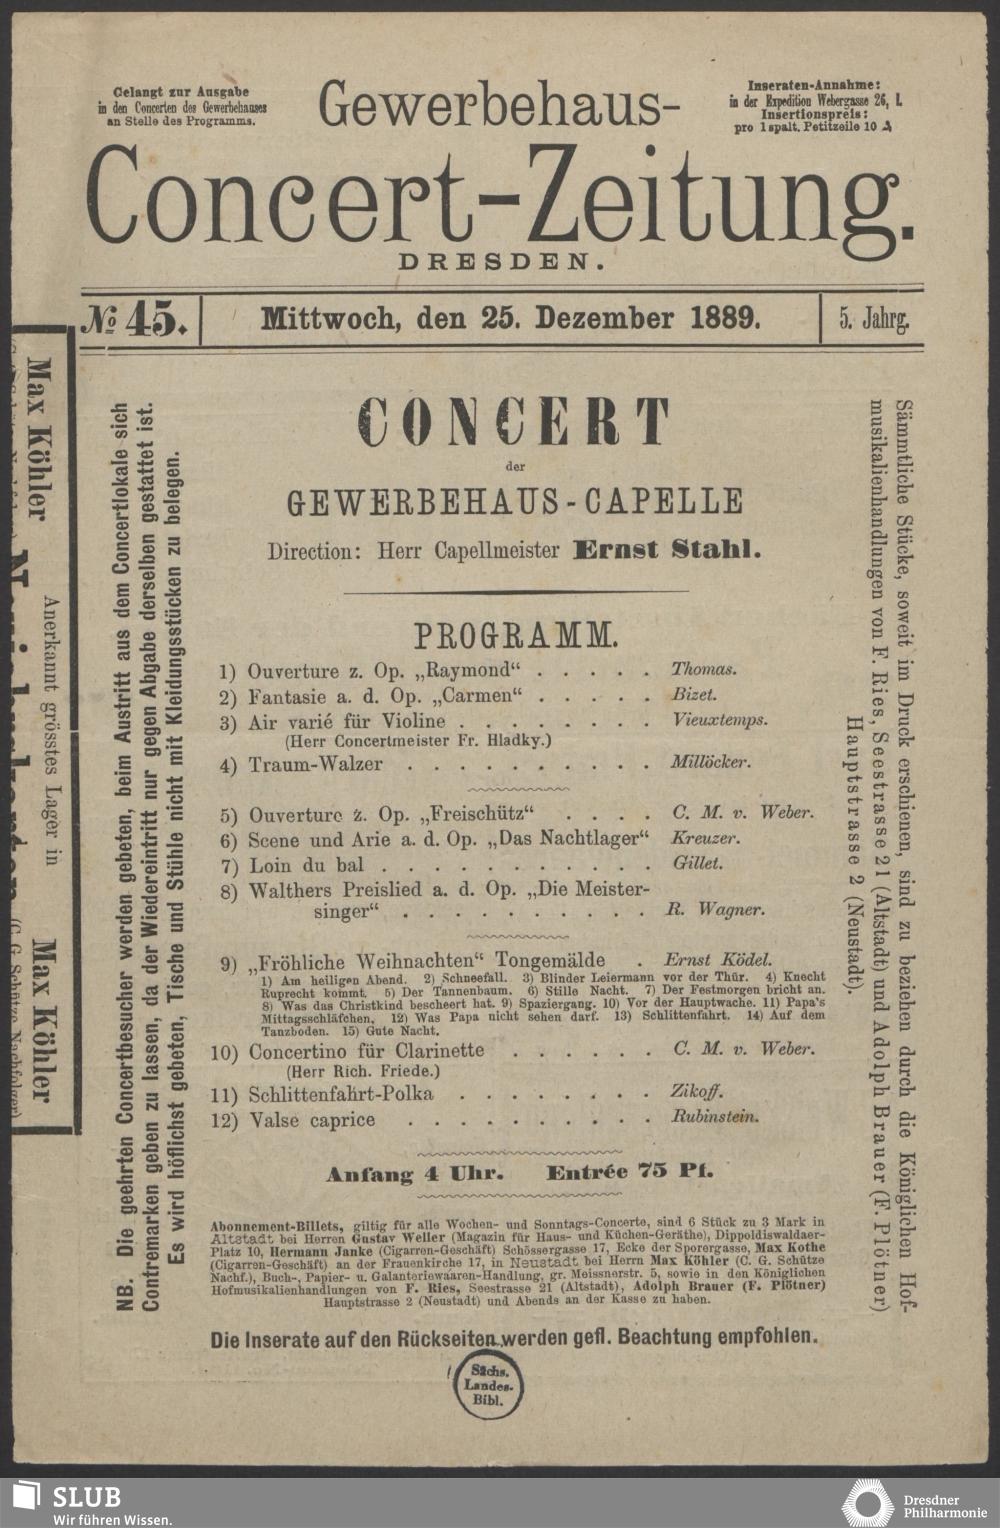 Gelangt zur Ausgabe
in den Concerten des Gewerbehauses
an Stelle des Programms.
Gewerbehaus-
Inseraten-Annahme:
in der Expedition Webergasse 26, I.
Insertionspreis:
pro 1 spalt. Petitzeile 10 ₰
Concert-Zeitung.
DRESDEN.
№ 45.
Mittwoch, den 25. Dezember 1889.
5. Jahrg.
Max Köhler
Anerkannt grösstes Lager in
Max Köhler
(C. G. Schütze Nachfolger)
NB. Die geehrten Concertbesucher werden gebeten, beim Austritt aus dem Concertlokale sich
Contremarken geben zu lassen, da der Wiedereintritt nur gegen Abgabe derselben gestattet ist.
Es wird höflichst gebeten, Tische und Stühle nicht mit Kleidungsstücken zu belegen.
CONCERT
der
GEWERBEHAUS-CAPELLE
Direction: Herr Capellmeister Ernst Stahl.
PROGRAMM.
1) Ouverture z. Op. „Raymond“ . . . . . Thomas.
2) Fantasie a. d. Op. „Carmen“ . . . . . Bizet.
3) Air varié für Violine . . . . . . . . Vieuxtemps.
(Herr Concertmeister Fr. Hladky.)
4) Traum-Walzer . . . . . . . . . . Millöcker.
5) Ouverture z. Op. „Freischütz“ . . . . C. M. v. Weber.
6) Scene und Arie a. d. Op. „Das Nachtlager“ Kreuzer.
7) Loin du bal . . . . . . . . . . . Gillet.
8) Walthers Preislied a. d. Op. „Die Meister-
singer“ . . . . . . . . . . R. Wagner.
9) „Fröhliche Weihnachten“ Tongemälde . Ernst Ködel.
1) Am heiligen Abend. 2) Schneefall. 3) Blinder Leiermann vor der Thür. 4) Knecht
Ruprecht kommt. 5) Der Tannenbaum. 6) Stille Nacht. 7) Der Festmorgen bricht an.
8) Was das Christkind bescheert hat. 9) Spaziergang. 10) Vor der Hauptwache. 11) Papa's
Mittagsschläfchen. 12) Was Papa nicht sehen darf. 13) Schlittenfahrt. 14) Auf dem
Tanzboden. 15) Gute Nacht.
10) Concertino für Clarinette . . . . . . C. M. v. Weber.
(Herr Rich. Friede.)
11) Schlittenfahrt-Polka . . . . . . . . Zikoff.
12) Valse caprice . . . . . . . . . . Rubinstein.
Anfang 4 Uhr. Entrée 75 Pf.
Sämmtliche Stücke, soweit im Druck erschienen, sind zu beziehen durch die Königlichen Hof-
musikalienhandlungen von F. Ries, Seestrasse 21 (Altstadt) und Adolph Brauer (F. Plötner)
Hauptstrasse 2 (Neustadt).
Abonnement-Billets, giltig für alle Wochen- und Sonntags-Concerte, sind 6 Stück zu 3 Mark in
Altstadt bei Herren Gustav Weller (Magazin für Haus- und Küchen-Geräthe), Dippoldiswaldaer-
Platz 10, Hermann Janke (Cigarren-Geschäft) Schössergasse 17, Ecke der Sporergasse, Max Kothe
(Cigarren-Geschäft) an der Frauenkirche 17, in Neustadt bei Herrn Max Köhler (C. G. Schütze
Nachf.), Buch-, Papier- u. Galanteriewaaren-Handlung, gr. Meissnerstr. 5, sowie in den Königlichen
Hofmusikalienhandlungen von F. Ries, Seestrasse 21 (Altstadt), Adolph Brauer (F. Plötner)
Hauptstrasse 2 (Neustadt) und Abends an der Kasse zu haben.
Die Inserate auf den Rückseiten werden gefl. Beachtung empfohlen.
Sächs.
Landes-
Bibl.
SLUB
Wir führen Wissen.
Dresdner
Philharmonie